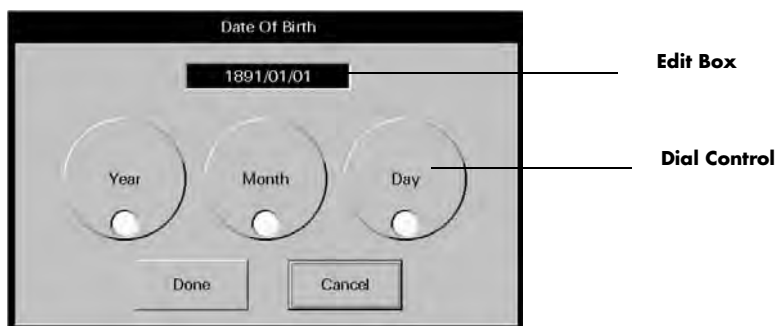 Date Of Birth
1891/01/01
Edit Box
Year
Month
Day
Dial Control
Done
Cancel